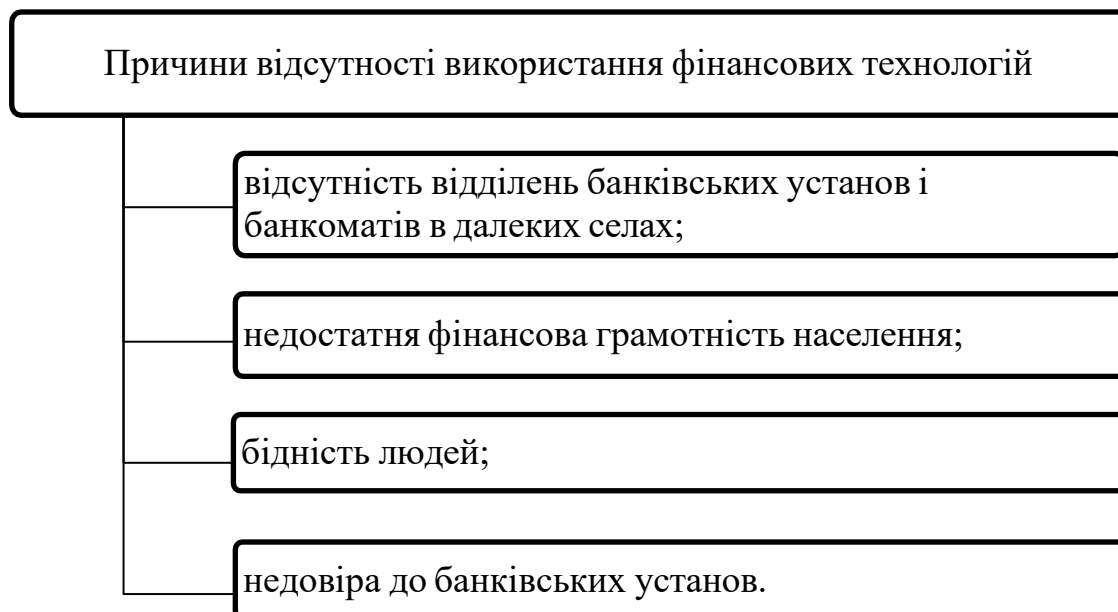 Причини відсутності використання фінансових технологій
відсутність відділень банківських установ і
банкоматів в далеких селах;
недостатня фінансова грамотність населення;
бідність людей;
недовіра до банківських установ.